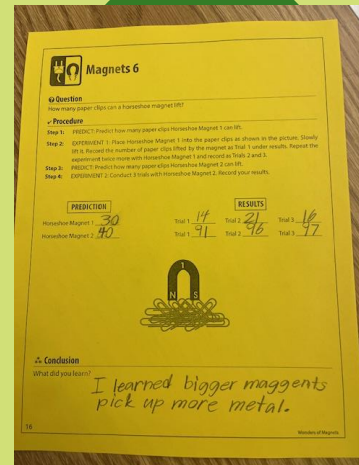 Magnets 6
Question
How many paper clips can a horseshoe magnet lift?
Procedure
Step 1: PREDICT: Predict how many paper clips Horseshoe Magnet 1 can lift.
Step 2: EXPERIMENT 1: Place Horseshoe Magnet 1 into the paper clips as shown in the picture. Slowly
lift it. Record the number of paper clips lifted by the magnet as Trial 1 under results. Repeat the
experiment twice more with Horseshoe Magnet 1 and record as Trials 2 and 3.
Step 3: PREDICT: Predict how many paper clips Horseshoe Magnet 2 can lift.
Step 4: EXPERIMENT 2: Conduct 3 trials with Horseshoe Magnet 2. Record your results.
PREDICTION RESULTS
Horseshoe Magnet 1 30 Trial 1 14 Trial 2 21 Trial 3 16
Horseshoe Magnet 2 40 Trial 1 91 Trial 2 96 Trial 3 97
1
N S
Conclusion
What did you learn?
I learned bigger maggents
pick up more metal.
16 Wonders of Magnets